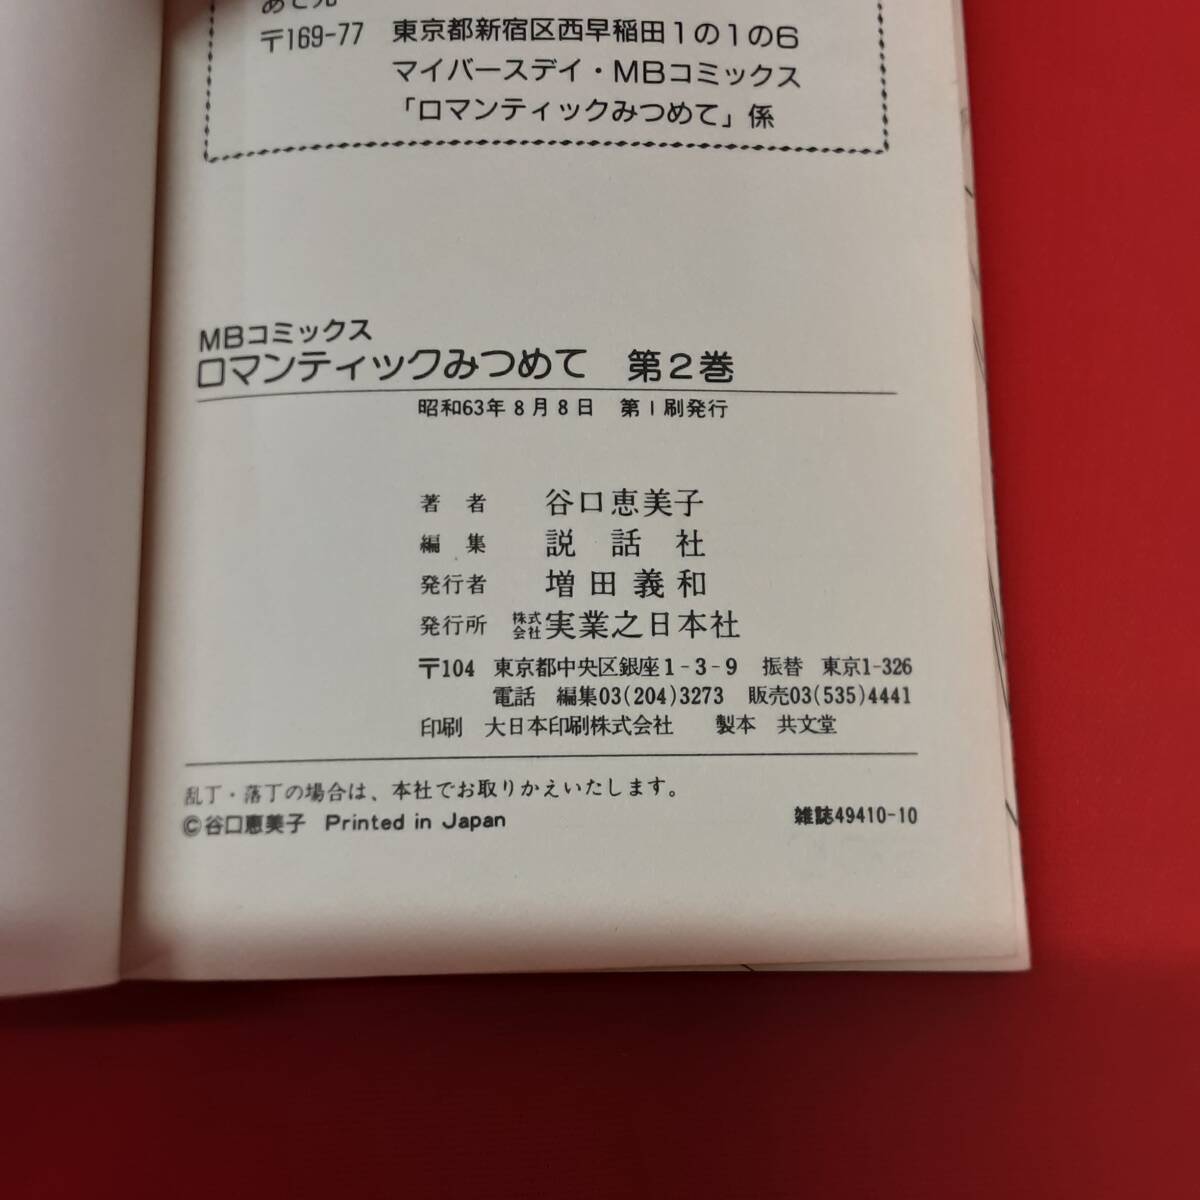 あて先
〒169-77 東京都新宿区西早稲田1の1の6
マイバースデイ・MBコミックス
「ロマンティックみつめて」係
MBコミックス
ロマンティックみつめて 第2巻
昭和63年8月8日 第1刷発行
著者 谷口恵美子
編集 説話社
発行者 増田義和
発行所 株式会社実業之日本社
〒104 東京都中央区銀座1-3-9 振替 東京1-326
電話 編集03(204)3273 販売03(535)4441
印刷 大日本印刷株式会社 製本 共文堂
乱丁・落丁の場合は、本社でお取りかえいたします。
©谷口恵美子 Printed in Japan 雑誌49410-10